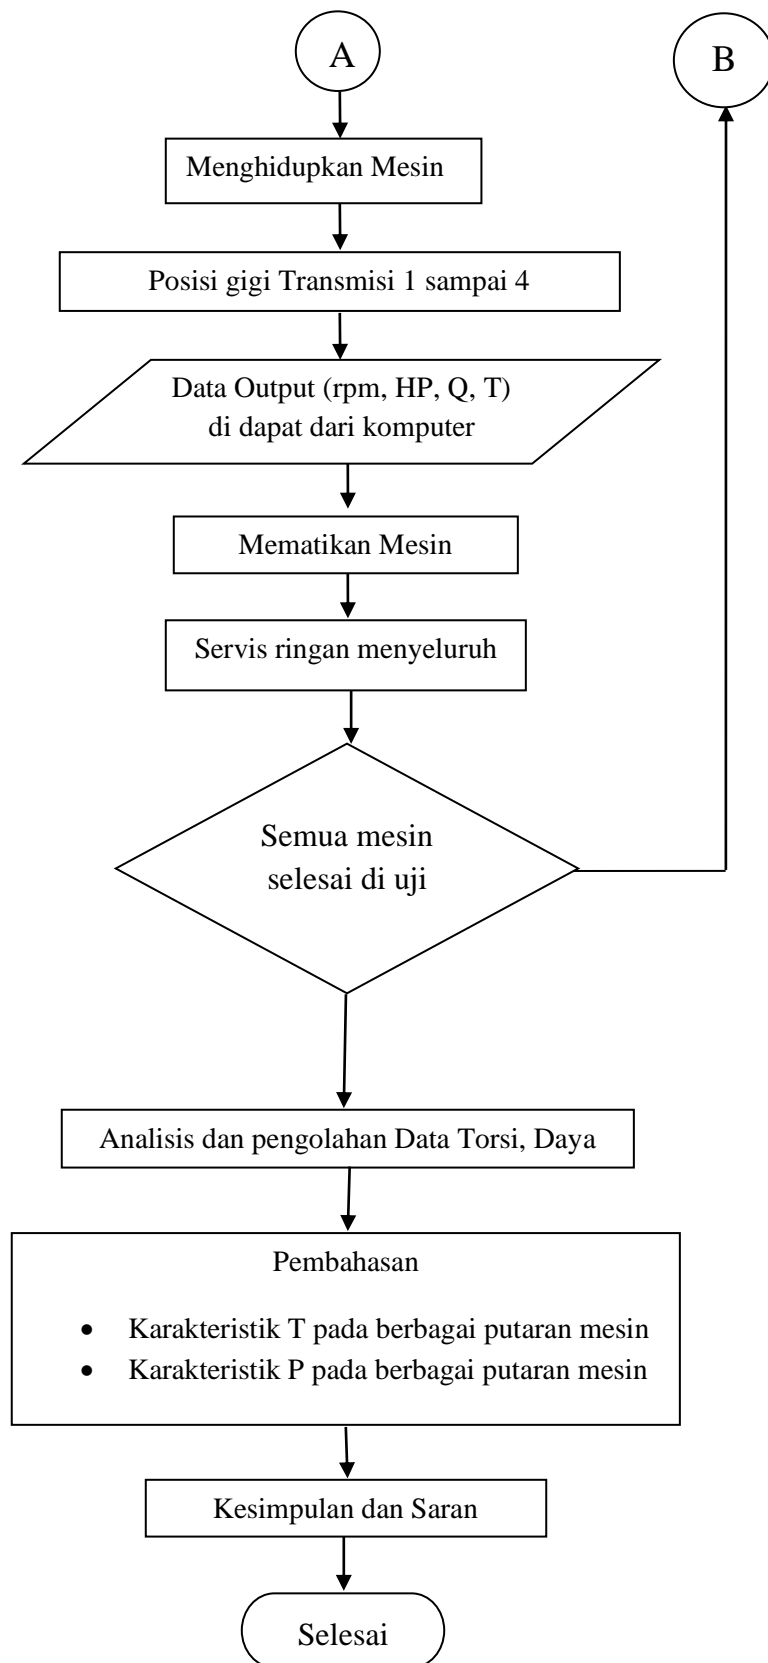 A
B
Menghidupkan Mesin
Posisi gigi Transmisi 1 sampai 4
Data Output (rpm, HP, Q, T)
di dapat dari komputer
Mematikan Mesin
Servis ringan menyeluruh
Semua mesin
selesai di uji
Analisis dan pengolahan Data Torsi, Daya
Pembahasan
• Karakteristik T pada berbagai putaran mesin
• Karakteristik P pada berbagai putaran mesin
Kesimpulan dan Saran
Selesai